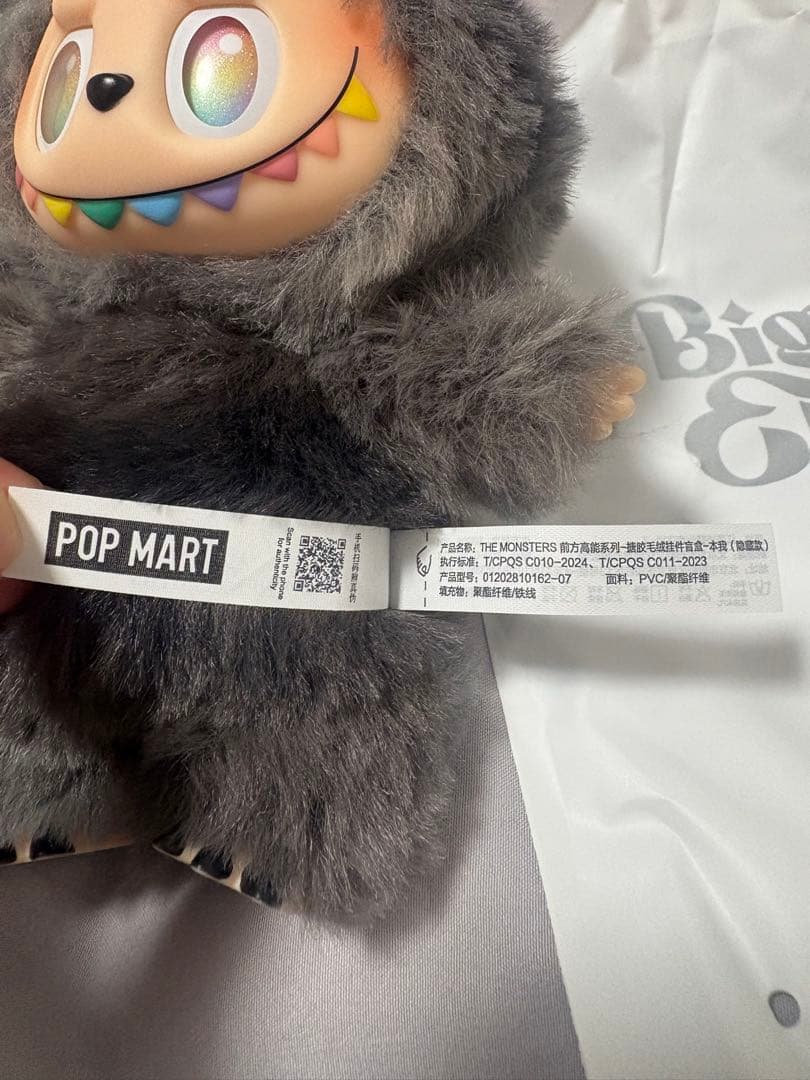 Big
E
POP MART
Scan with the phone
for authenticity
手机扫码辨真伪
产品名称：THE MONSTERS 前方高能系列-搪胶毛绒挂件盲盒-本我（隐藏款）
执行标准：T/CPQS C010-2024、T/CPQS C011-2023
产品型号：01202810162-07 面料：PVC/聚酯纤维
填充物：聚酯纤维/铁线